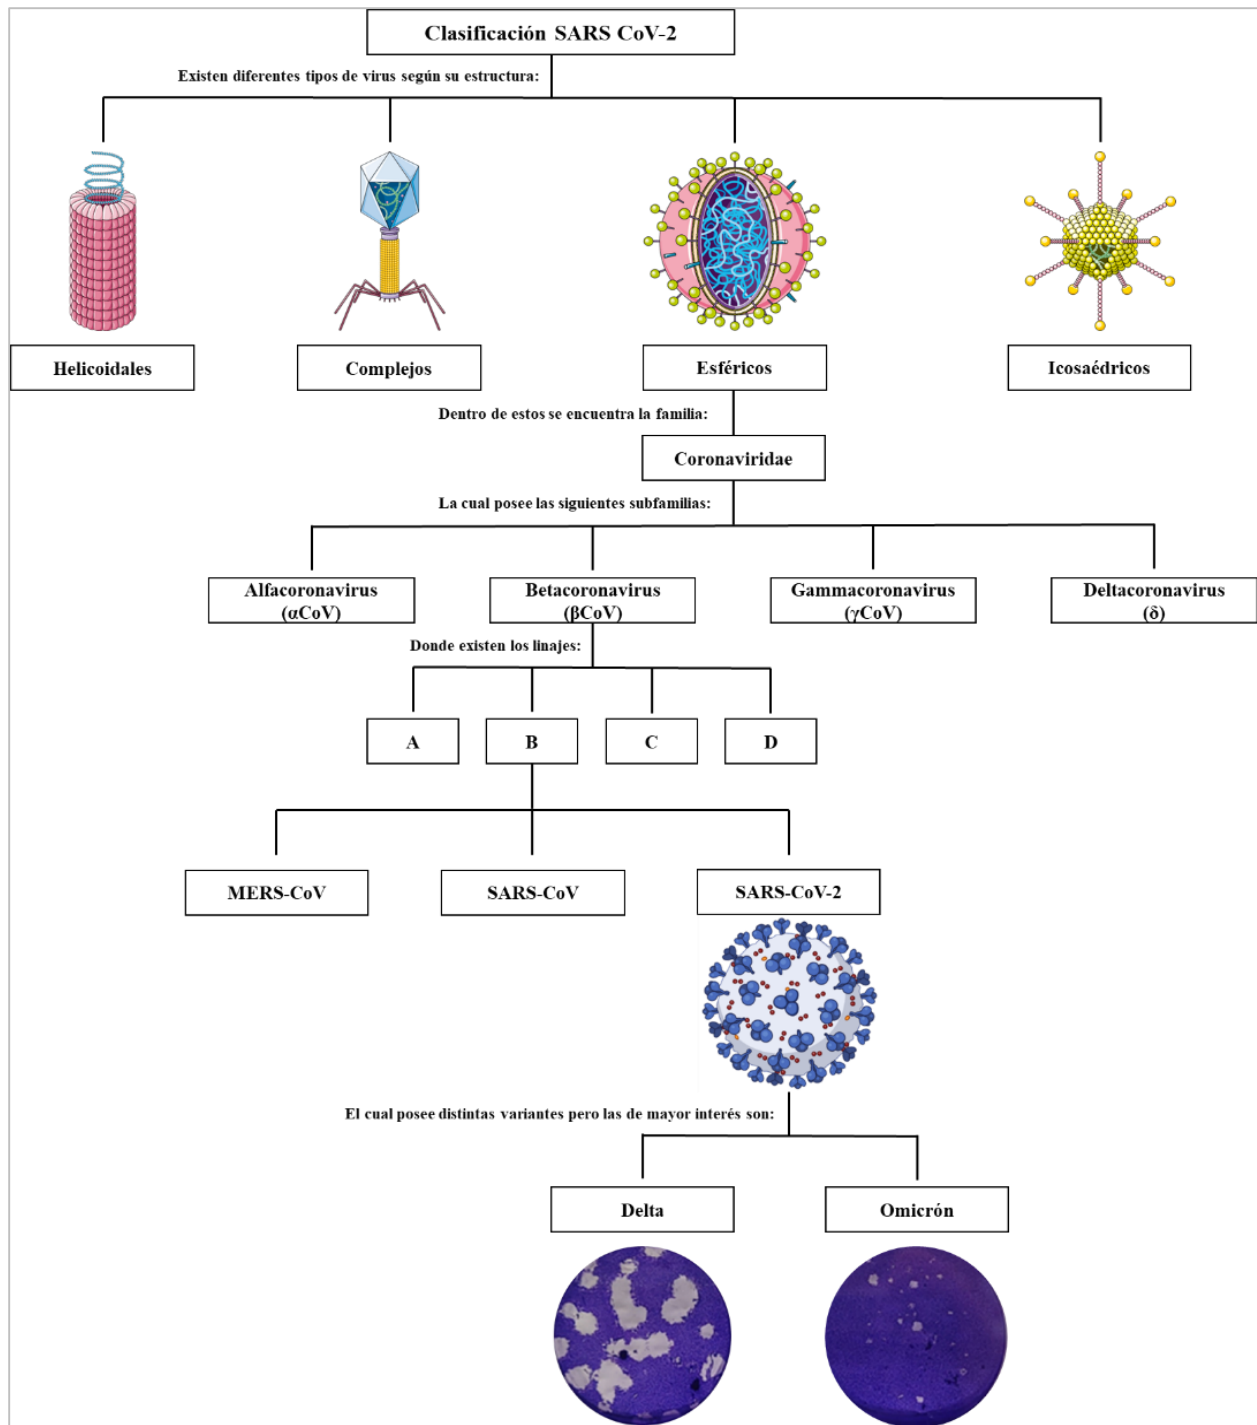 Clasificación SARS CoV-2
Existen diferentes tipos de virus según su estructura:
Helicoidales
Complejos
Esféricos
Icosaédricos
Dentro de estos se encuentra la familia:
Coronaviridae
La cual posee las siguientes subfamilias:
Alfacoronavirus
(αCoV)
Betacoronavirus
(βCoV)
Gammacoronavirus
(γCoV)
Deltacoronavirus
(δ)
Donde existen los linajes:
A
B
C
D
MERS-CoV
SARS-CoV
SARS-CoV-2
El cual posee distintas variantes pero las de mayor interés son:
Delta
Omicrón